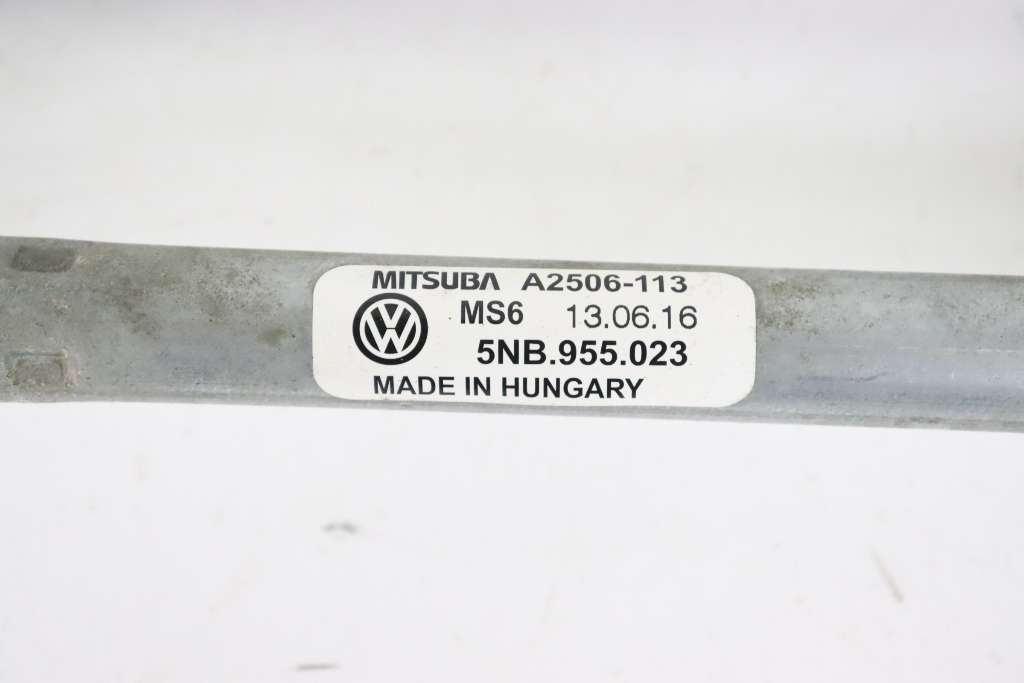 MITSUBA A2506-113
MS6 13.06.16
5NB.955.023
MADE IN HUNGARY